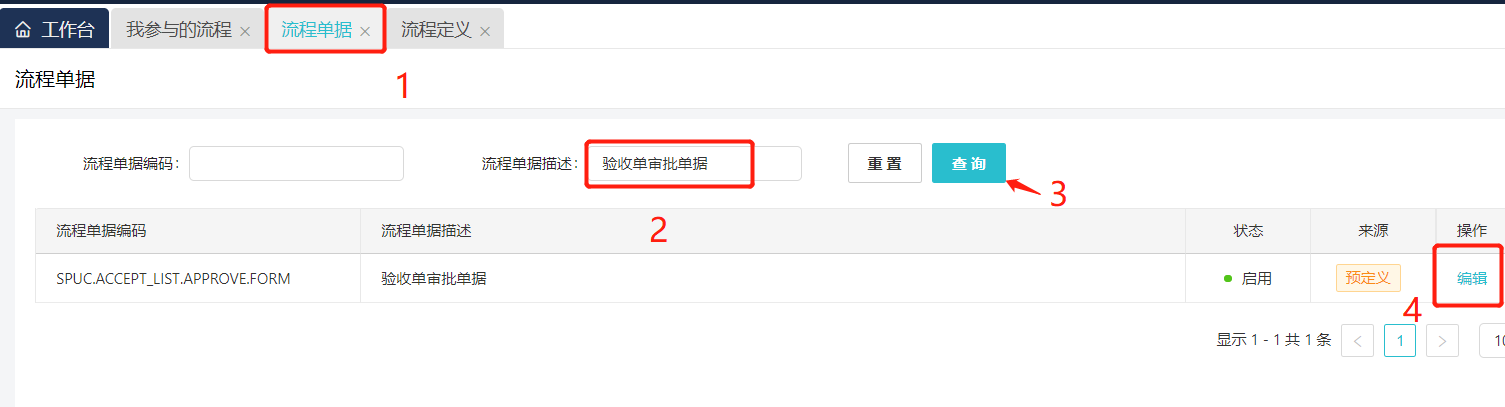 工作台 我参与的流程 × 流程单据 × 流程定义 ×
流程单据
1
流程单据编码: 流程单据描述: 验收单审批单据 重置 查询
3
2
流程单据编码 流程单据描述 状态 来源 操作
SPUC.ACCEPT_LIST.APPROVE.FORM 验收单审批单据 启用 预定义 编辑
4
显示 1 - 1 共 1 条 < 1 > 10